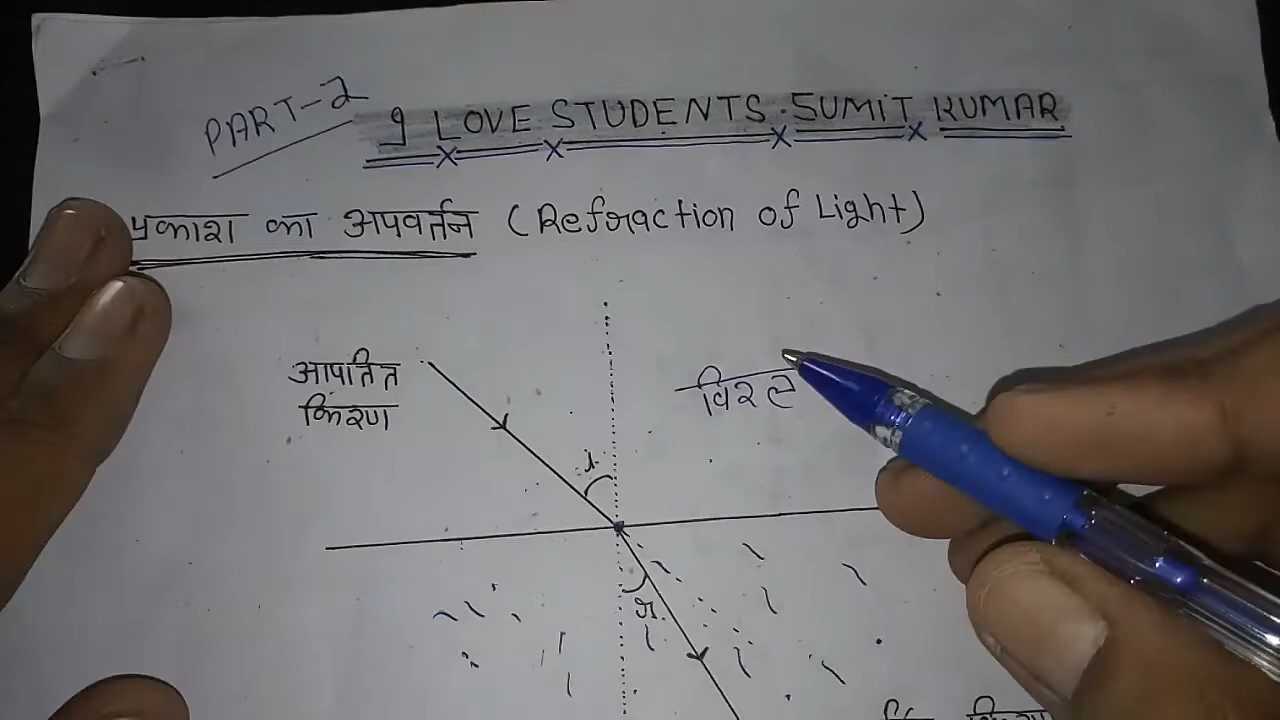 PART-2
I LOVE STUDENTS. SUMIT KUMAR
प्रकाश का अपवर्तन (Refraction of Light)
आपतित
किरण
विरल
i
r